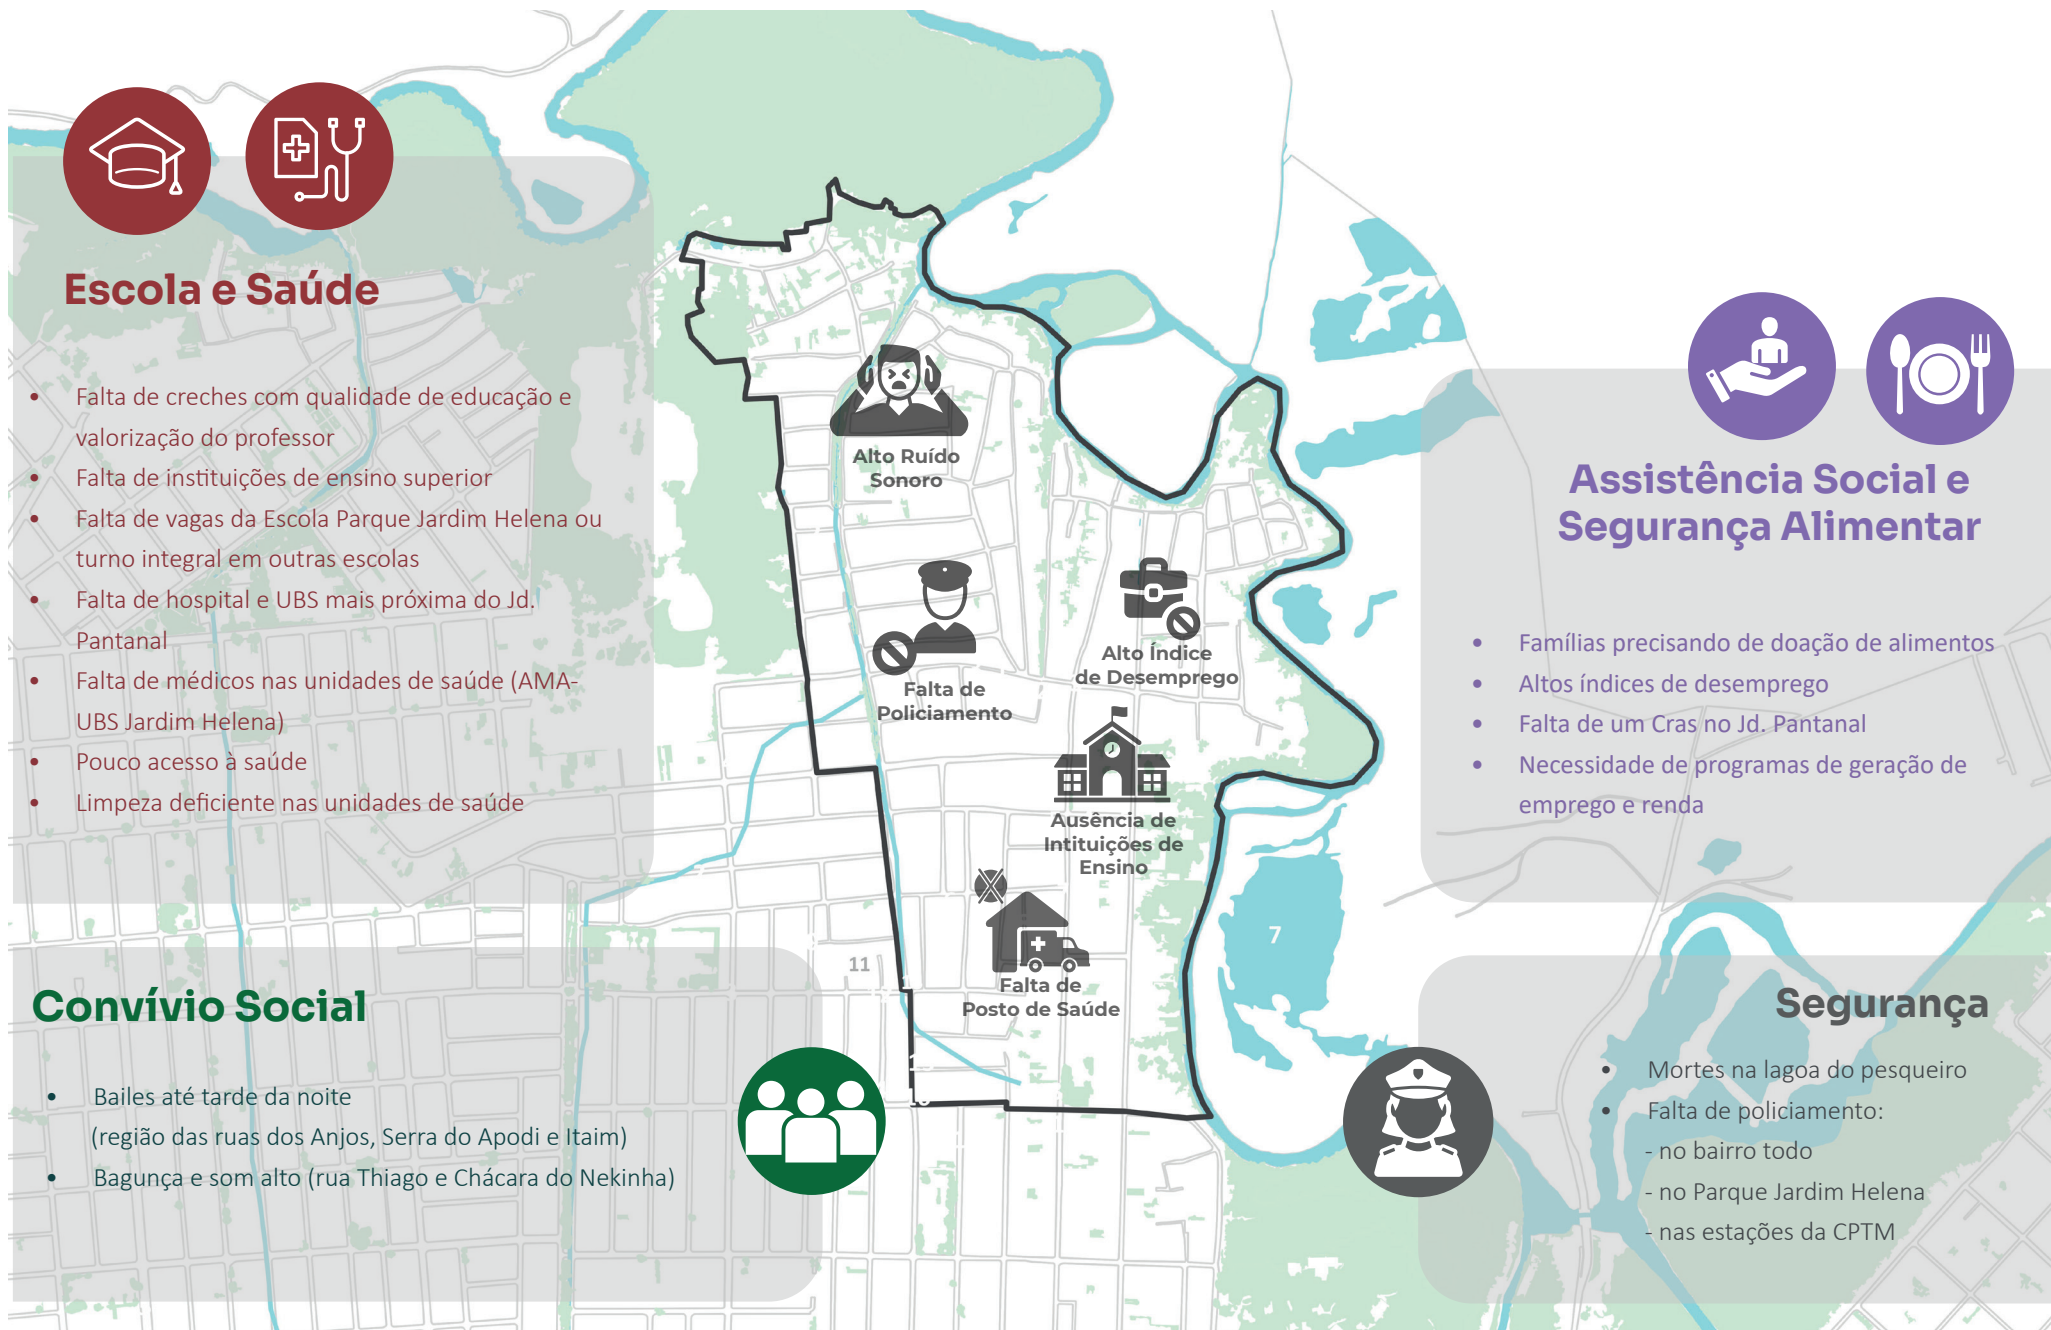 Escola e Saúde
• Falta de creches com qualidade de educação e
valorização do professor
• Falta de instituições de ensino superior
• Falta de vagas da Escola Parque Jardim Helena ou
turno integral em outras escolas
• Falta de hospital e UBS mais próxima do Jd.
Pantanal
• Falta de médicos nas unidades de saúde (AMA-
UBS Jardim Helena)
• Pouco acesso à saúde
• Limpeza deficiente nas unidades de saúde
Convívio Social
• Bailes até tarde da noite
(região das ruas dos Anjos, Serra do Apodi e Itaim)
• Bagunça e som alto (rua Thiago e Chácara do Nekinha)
Alto Ruído
Sonoro
Falta de
Policiamento
Alto Índice
de Desemprego
Ausência de
Intituições de
Ensino
Falta de
Posto de Saúde
11
7
Assistência Social e
Segurança Alimentar
• Famílias precisando de doação de alimentos
• Altos índices de desemprego
• Falta de um Cras no Jd. Pantanal
• Necessidade de programas de geração de
emprego e renda
Segurança
• Mortes na lagoa do pesqueiro
• Falta de policiamento:
- no bairro todo
- no Parque Jardim Helena
- nas estações da CPTM